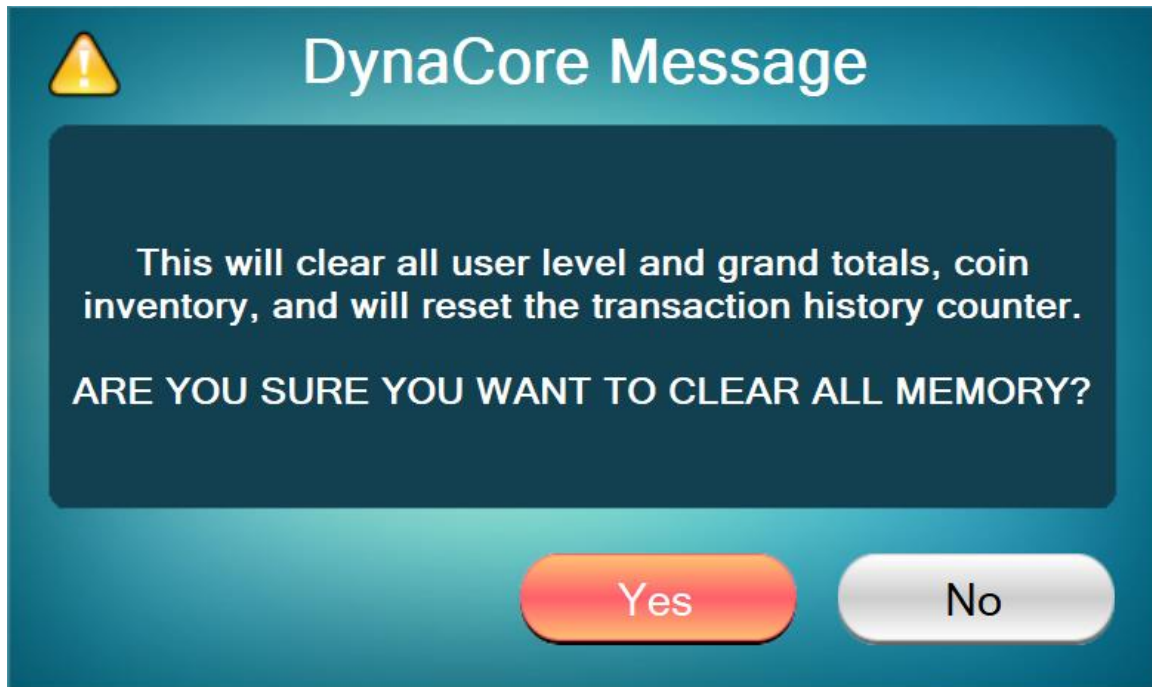 DynaCore Message
This will clear all user level and grand totals, coin
inventory, and will reset the transaction history counter.
ARE YOU SURE YOU WANT TO CLEAR ALL MEMORY?
Yes
No